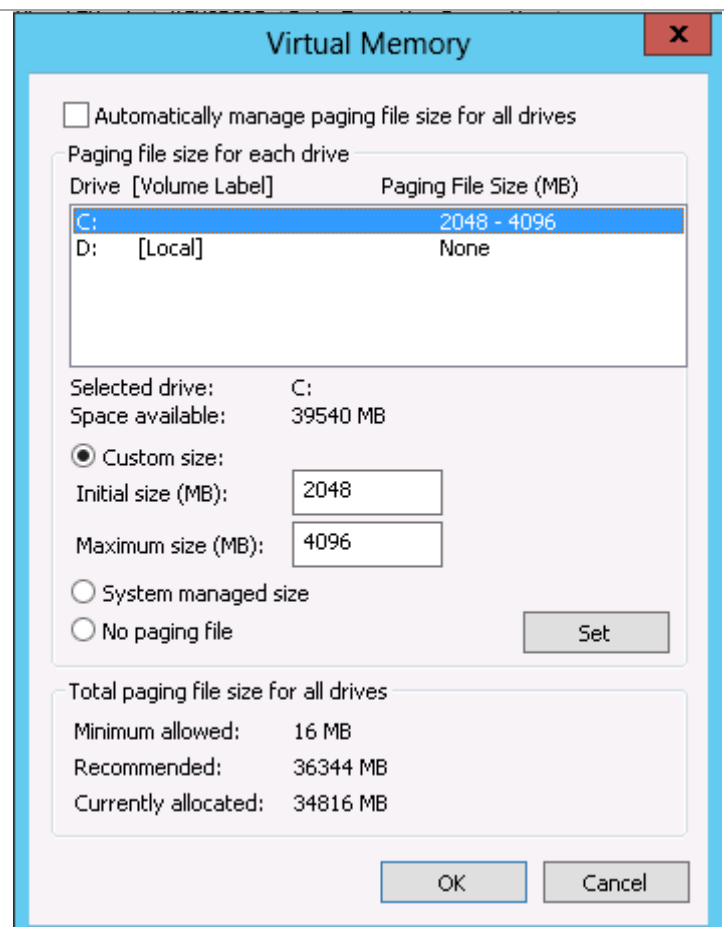 Virtual Memory
x
Automatically manage paging file size for all drives
Paging file size for each drive
Drive [Volume Label] Paging File Size (MB)
C: 2048 - 4096
D: [Local] None
Selected drive: C:
Space available: 39540 MB
Custom size:
Initial size (MB): 2048
Maximum size (MB): 4096
System managed size
No paging file
Set
Total paging file size for all drives
Minimum allowed: 16 MB
Recommended: 36344 MB
Currently allocated: 34816 MB
OK Cancel